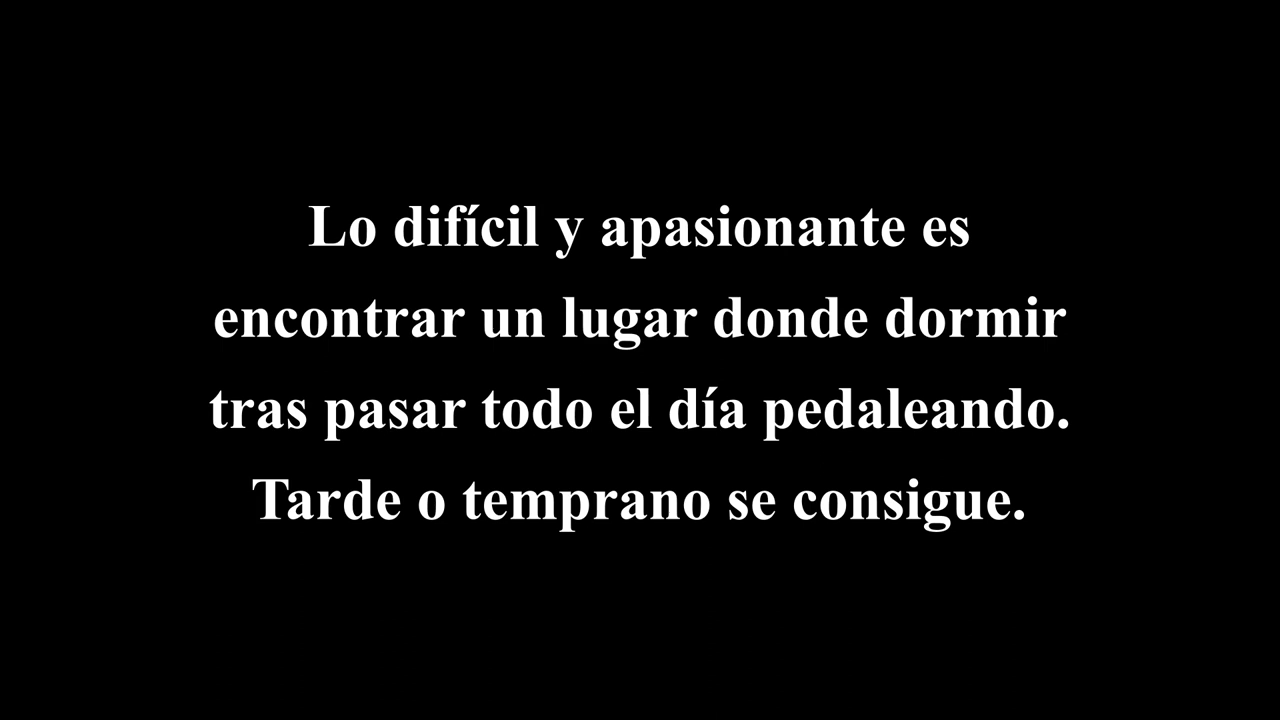 Lo difícil y apasionante es
encontrar un lugar donde dormir
tras pasar todo el día pedaleando.
Tarde o temprano se consigue.